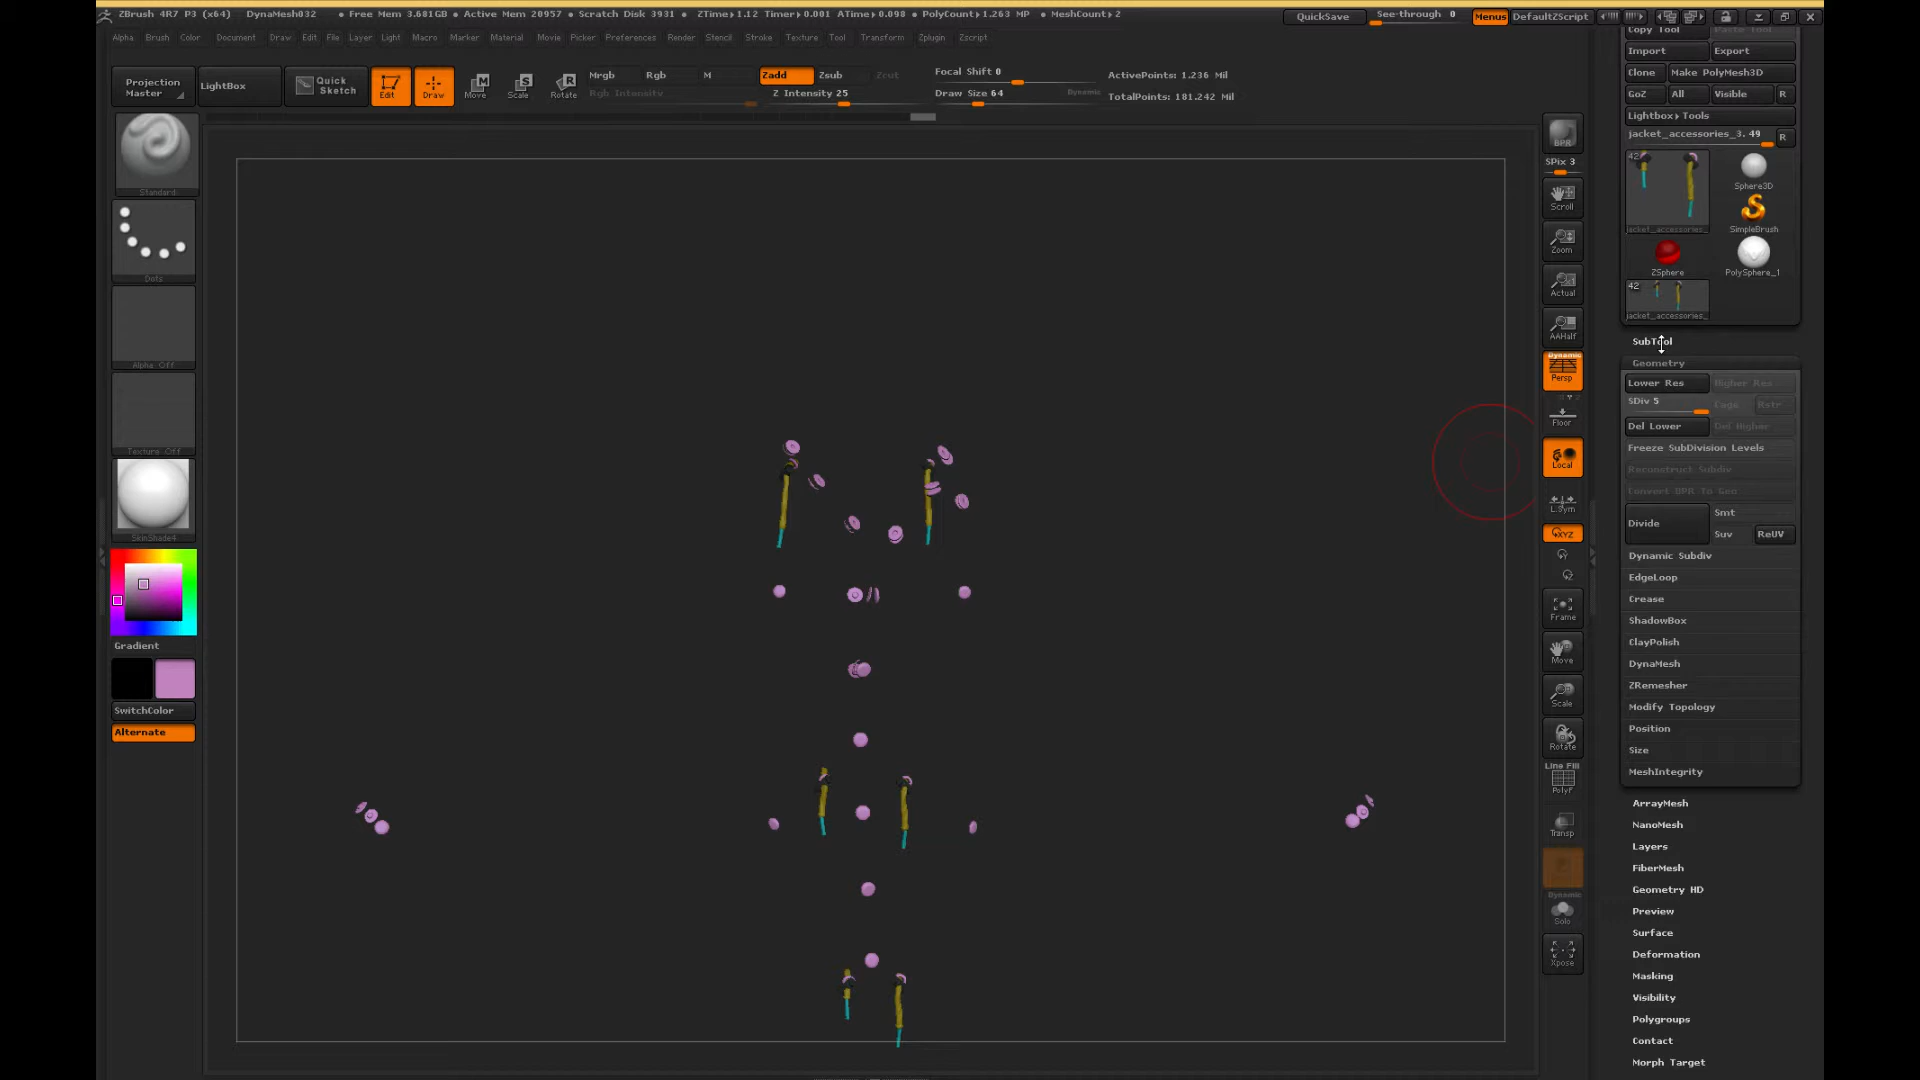 ZBrush 4R7 P3 (x64) DynaMesh032 ● Free Mem 3.681GB ● Active Mem 20957 ● Scratch Disk 3931 ● ZTime▸1.12 Timer▸0.001 ATime▸0.098 ● PolyCount▸1.263 MP ● MeshCount▸2 QuickSave See-through 0 Menus DefaultZScript
Alpha Brush Color Document Draw Edit File Layer Light Macro Marker Material Movie Picker Preferences Render Stencil Stroke Texture Tool Transform Zplugin Zscript
Projection Master
LightBox
Quick Sketch
Edit
Draw
Move
Scale
Rotate
Mrgb Rgb M
Rgb Intensity
Zadd Zsub Zcut
Z Intensity 25
Focal Shift 0
Draw Size 64
Dynamic
ActivePoints: 1.236 Mil
TotalPoints: 181.242 Mil
Standard
Dots
Alpha Off
Texture Off
SkinShade4
Gradient
SwitchColor
Alternate
BPR
SPix 3
Scroll
Zoom
Actual
AAHalf
Dynamic
Persp
Floor
Local
L.Sym
XYZ
Frame
Move
Scale
Rotate
Line Fill
PolyF
Transp
Dynamic
Solo
Xpose
Copy Tool Paste Tool
Import Export
Clone Make PolyMesh3D
GoZ All Visible R
Lightbox▸Tools
jacket_accessories_3. 49 R
42
jacket_accessories_
Sphere3D
SimpleBrush
ZSphere
PolySphere_1
42
jacket_accessories_
SubTool
Geometry
Lower Res Higher Res
SDiv 5 Cage Rstr
Del Lower Del Higher
Freeze SubDivision Levels
Reconstruct Subdiv
Convert BPR To Geo
Divide Smt
Suv ReUV
Dynamic Subdiv
EdgeLoop
Crease
ShadowBox
ClayPolish
DynaMesh
ZRemesher
Modify Topology
Position
Size
MeshIntegrity
ArrayMesh
NanoMesh
Layers
FiberMesh
Geometry HD
Preview
Surface
Deformation
Masking
Visibility
Polygroups
Contact
Morph Target